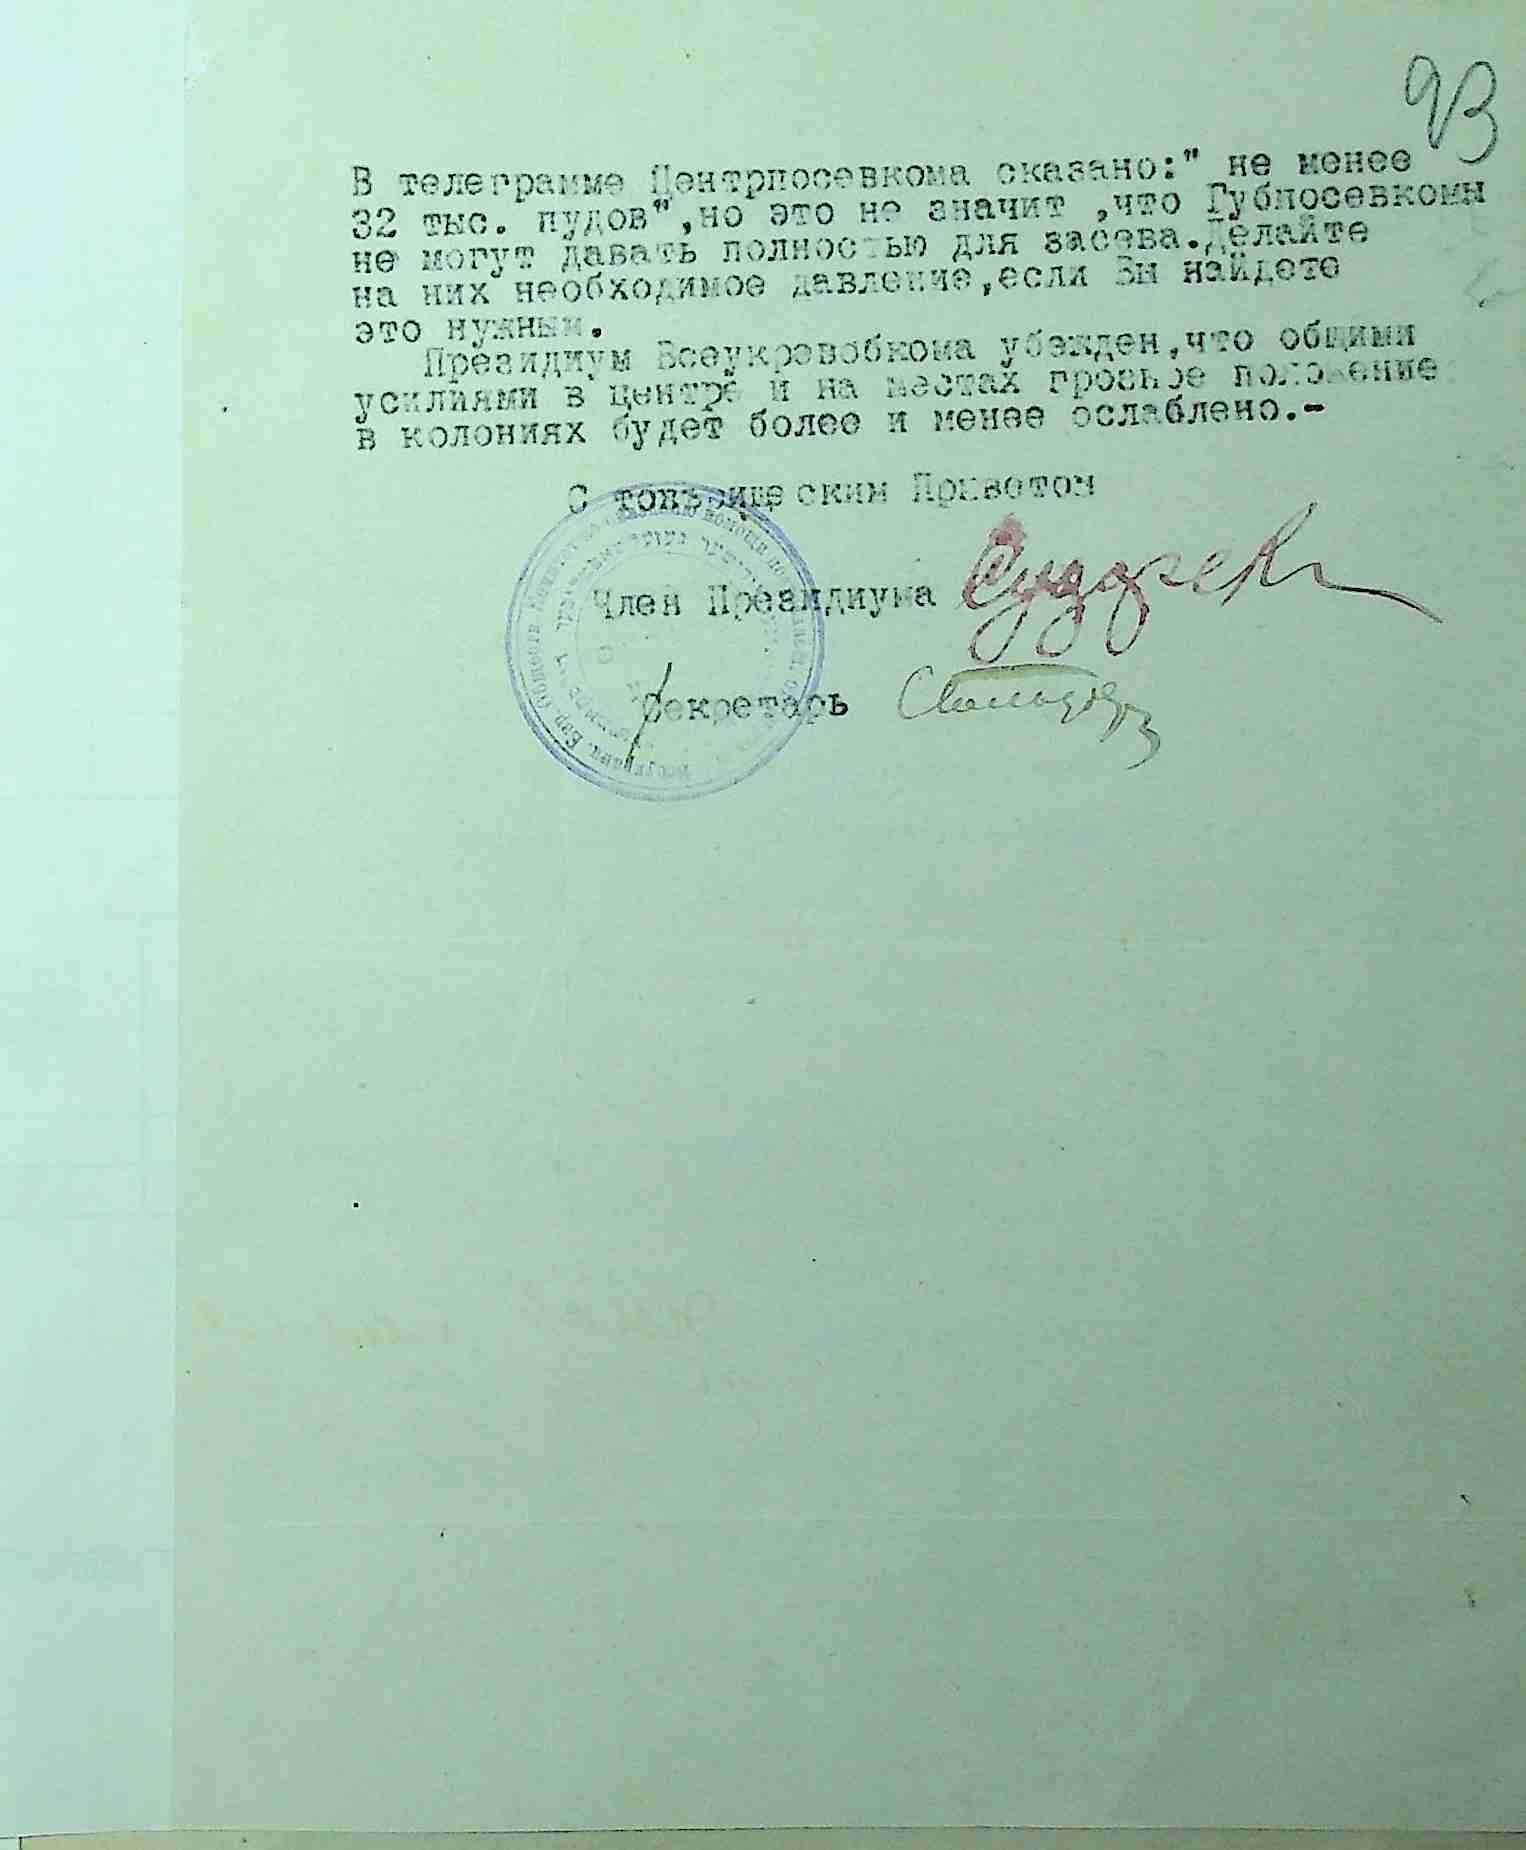 93
В телеграмме Центрпосевкома сказано:" не менее
32 тыс. пудов",но это не значит ,что Губпосевкомы
не могут давать полностью для засева.Делайте
на них необходимое давление,если Вы найдете
это нужным.
Президиум Всеукревобкома убежден,что общими
усилиями в центре и на местах грозное положение
в колониях будет более и менее ослаблено.-
С товарищеским Приветом
Член Президиума
Секретарь